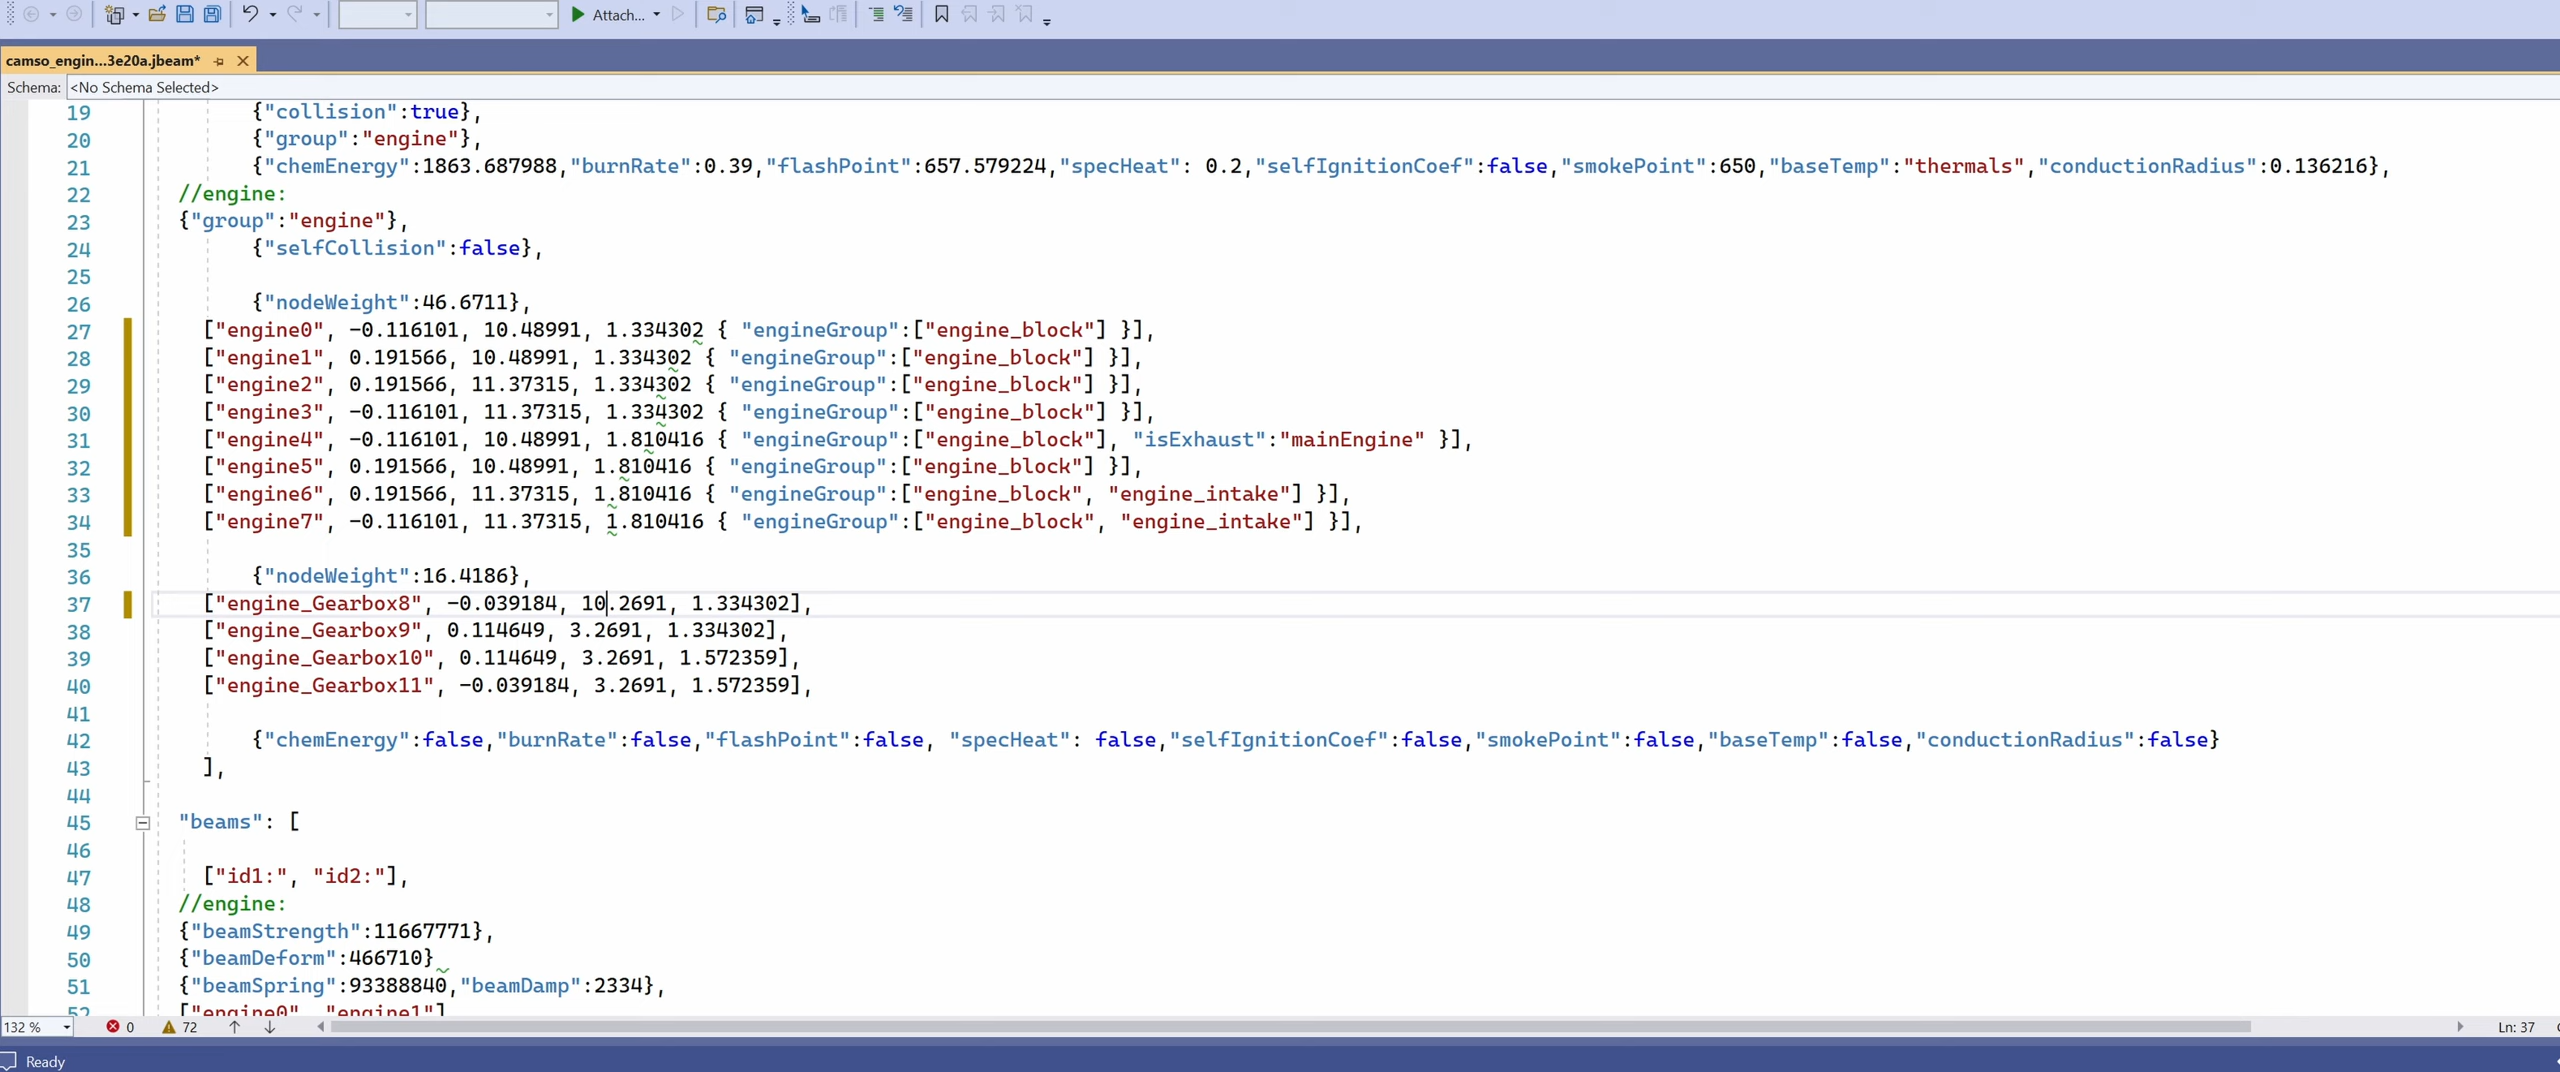 Attach...
camso_engin...3e20a.jbeam*
Schema: <No Schema Selected>
19 {"collision":true},
20 {"group":"engine"},
21 {"chemEnergy":1863.687988,"burnRate":0.39,"flashPoint":657.579224,"specHeat": 0.2,"selfIgnitionCoef":false,"smokePoint":650,"baseTemp":"thermals","conductionRadius":0.136216},
22 //engine:
23 {"group":"engine"},
24 {"selfCollision":false},
25
26 {"nodeWeight":46.6711},
27 ["engine0", -0.116101, 10.48991, 1.334302 { "engineGroup":["engine_block"] }],
28 ["engine1", 0.191566, 10.48991, 1.334302 { "engineGroup":["engine_block"] }],
29 ["engine2", 0.191566, 11.37315, 1.334302 { "engineGroup":["engine_block"] }],
30 ["engine3", -0.116101, 11.37315, 1.334302 { "engineGroup":["engine_block"] }],
31 ["engine4", -0.116101, 10.48991, 1.810416 { "engineGroup":["engine_block"], "isExhaust":"mainEngine" }],
32 ["engine5", 0.191566, 10.48991, 1.810416 { "engineGroup":["engine_block"] }],
33 ["engine6", 0.191566, 11.37315, 1.810416 { "engineGroup":["engine_block", "engine_intake"] }],
34 ["engine7", -0.116101, 11.37315, 1.810416 { "engineGroup":["engine_block", "engine_intake"] }],
35
36 {"nodeWeight":16.4186},
37 ["engine_Gearbox8", -0.039184, 10.2691, 1.334302],
38 ["engine_Gearbox9", 0.114649, 3.2691, 1.334302],
39 ["engine_Gearbox10", 0.114649, 3.2691, 1.572359],
40 ["engine_Gearbox11", -0.039184, 3.2691, 1.572359],
41
42 {"chemEnergy":false,"burnRate":false,"flashPoint":false, "specHeat": false,"selfIgnitionCoef":false,"smokePoint":false,"baseTemp":false,"conductionRadius":false}
43 ],
44
45 "beams": [
46
47 ["id1:", "id2:"],
48 //engine:
49 {"beamStrength":11667771},
50 {"beamDeform":466710}
51 {"beamSpring":93388840,"beamDamp":2334},
52 ["engine0", "engine1"]
132 % 0 72 Ln: 37
Ready